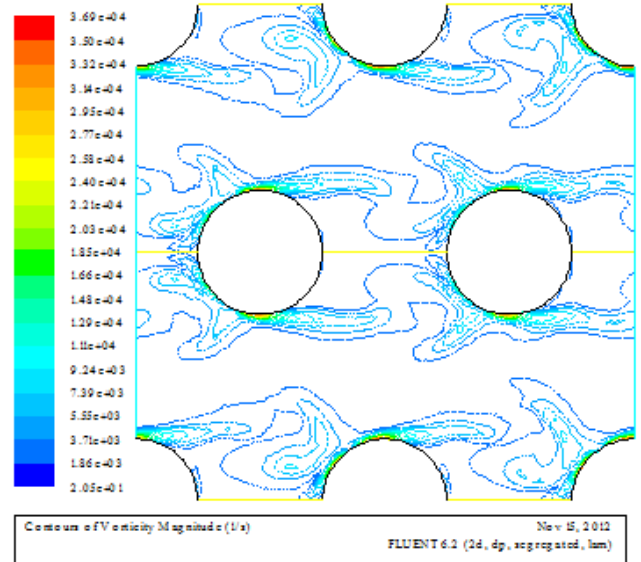 3.69e+04
3.50e+04
3.32e+04
3.14e+04
2.95e+04
2.77e+04
2.58e+04
2.40e+04
2.21e+04
2.03e+04
1.85e+04
1.66e+04
1.48e+04
1.29e+04
1.11e+04
9.24e+03
7.39e+03
5.55e+03
3.71e+03
1.86e+03
2.05e+01
Contours of Vorticity Magnitude (1/s)
Nov 15, 2012
FLUENT 6.2 (2d, dp, segregated, lam)